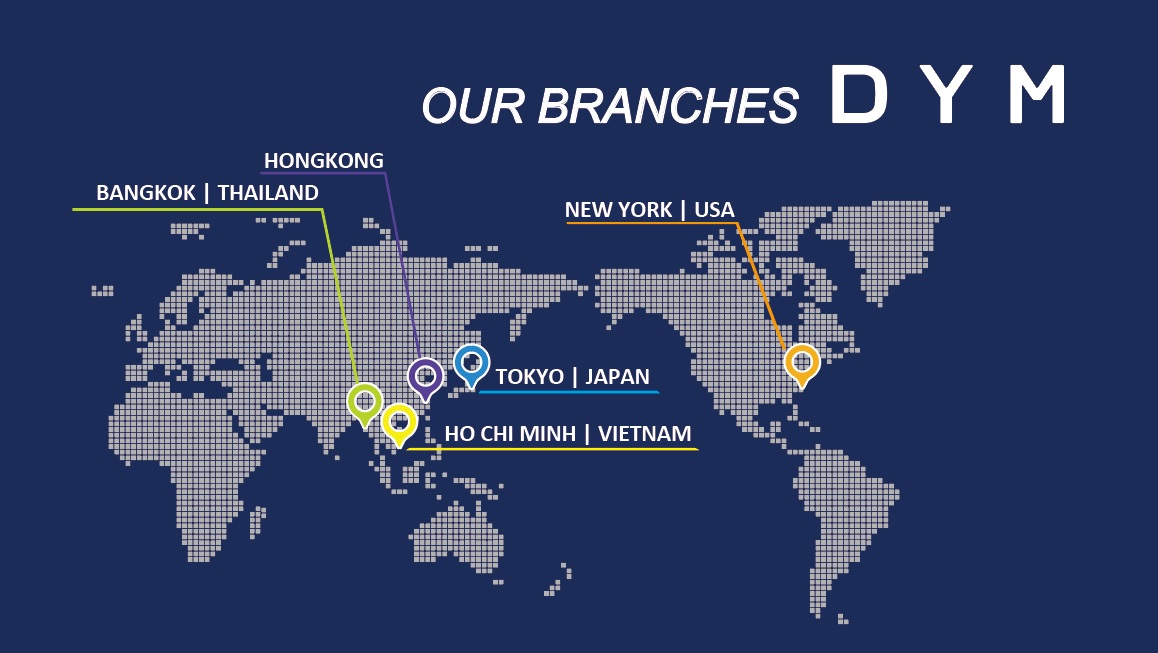 OUR BRANCHES DYM
HONGKONG
BANGKOK | THAILAND
NEW YORK | USA
TOKYO | JAPAN
HO CHI MINH | VIETNAM